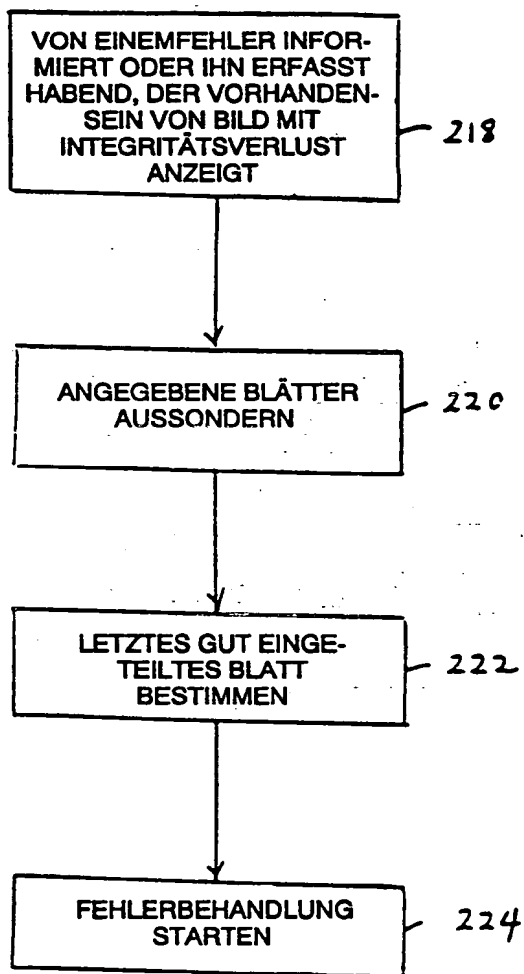 VON EINEMFEHLER INFOR-
MIERT ODER IHN ERFASST
HABEND, DER VORHANDEN-
SEIN VON BILD MIT
INTEGRITÄTSVERLUST
ANZEIGT
218
ANGEGEBENE BLÄTTER
AUSSONDERN
220
LETZTES GUT EINGE-
TEILTES BLATT
BESTIMMEN
222
FEHLERBEHANDLUNG
STARTEN
224